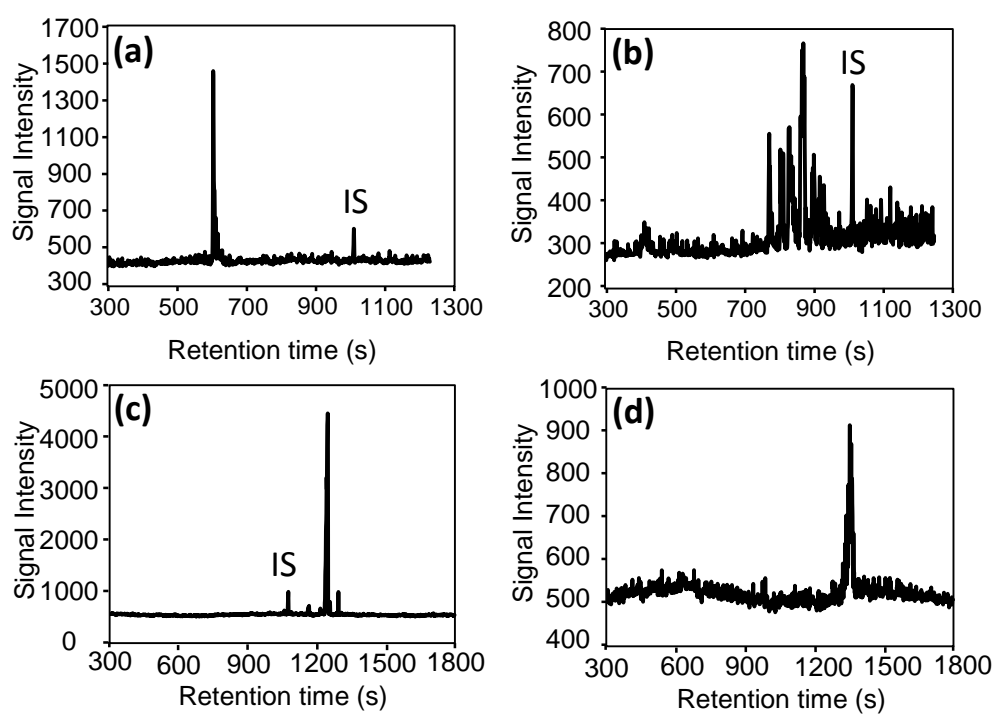 (a)
IS
Signal Intensity
1700
1500
1300
1100
900
700
500
300
300 500 700 900 1100 1300
Retention time (s)
(b)
IS
Signal Intensity
800
700
600
500
400
300
200
300 500 700 900 1100 1300
Retention time (s)
(c)
IS
Signal Intensity
5000
4000
3000
2000
1000
0
300 600 900 1200 1500 1800
Retention time (s)
(d)
Signal Intensity
1000
900
800
700
600
500
400
300 600 900 1200 1500 1800
Retention time (s)